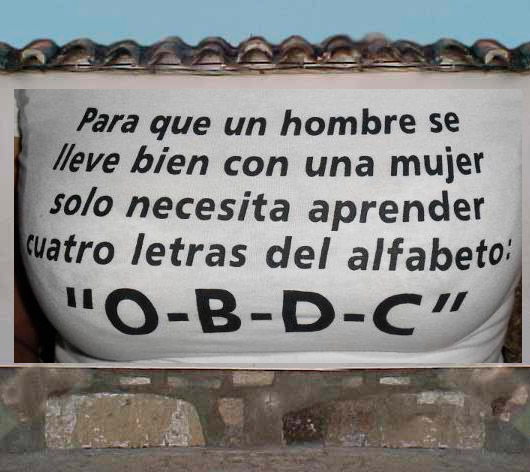 Para que un hombre se
lleve bien con una mujer
solo necesita aprender
cuatro letras del alfabeto:
"O-B-D-C"